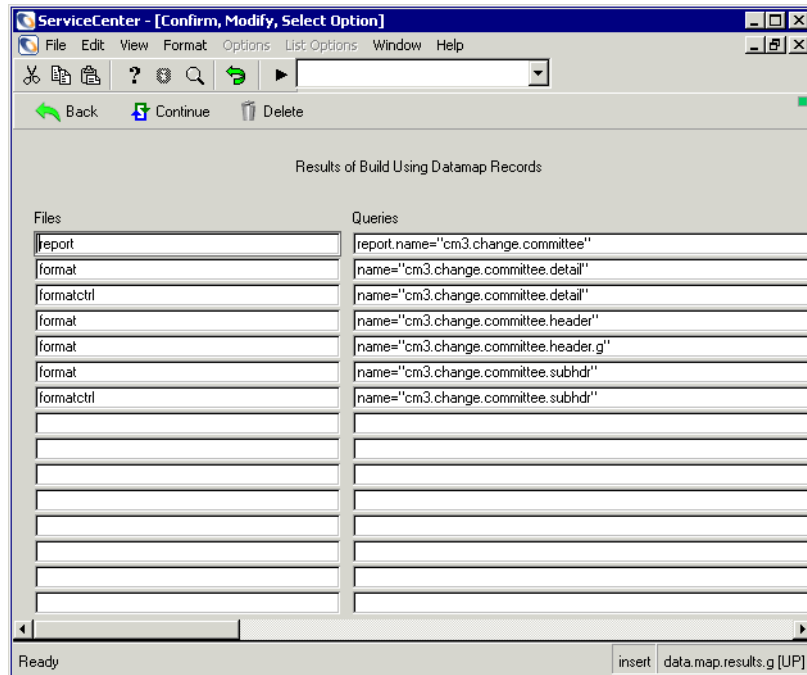 ServiceCenter - [Confirm, Modify, Select Option]
File Edit View Format Options List Options Window Help
Back Continue Delete
Results of Build Using Datamap Records
Files Queries
report report.name="cm3.change.committee"
format name="cm3.change.committee.detail"
formatctrl name="cm3.change.committee.detail"
format name="cm3.change.committee.header"
format name="cm3.change.committee.header.g"
format name="cm3.change.committee.subhdr"
formatctrl name="cm3.change.committee.subhdr"
Ready insert data.map.results.g [UP]